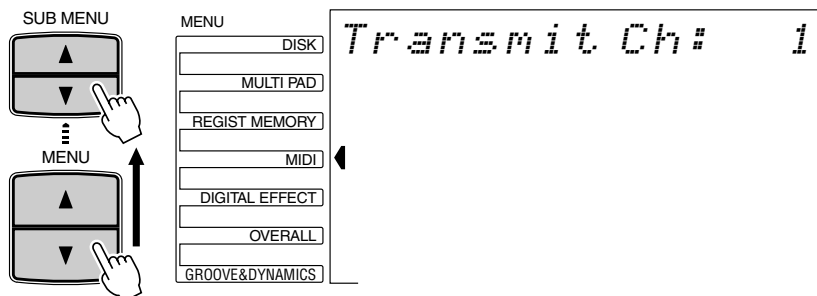 SUB MENU
MENU
MENU
DISK
MULTI PAD
REGIST MEMORY
MIDI
DIGITAL EFFECT
OVERALL
GROOVE&DYNAMICS
Transmit Ch: 1